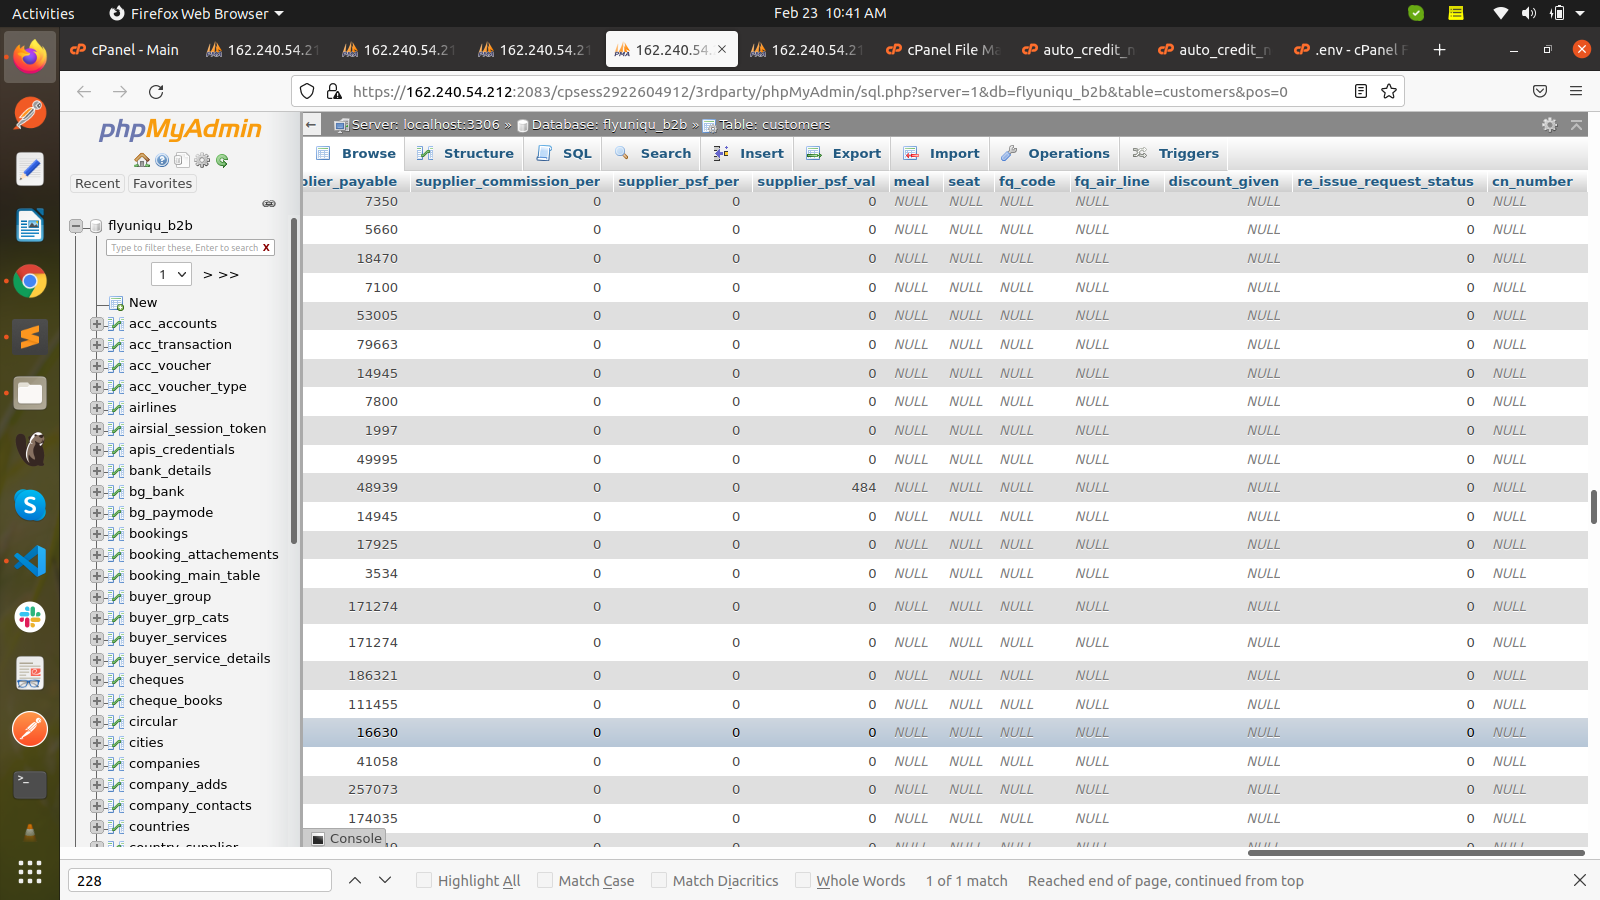 Activities Firefox Web Browser Feb 23 10:41 AM
cPanel - Main 162.240.54.21 162.240.54.21 162.240.54.21 162.240.54. 162.240.54.21 cPanel File Ma auto_credit_n auto_credit_n .env - cPanel F
https://162.240.54.212:2083/cpsess2922604912/3rdparty/phpMyAdmin/sql.php?server=1&db=flyuniqu_b2b&table=customers&pos=0
phpMyAdmin
Recent Favorites
flyuniqu_b2b
Type to filter these, Enter to search X
1 > >>
New
acc_accounts
acc_transaction
acc_voucher
acc_voucher_type
airlines
airsial_session_token
apis_credentials
bank_details
bg_bank
bg_paymode
bookings
booking_attachements
booking_main_table
buyer_group
buyer_grp_cats
buyer_services
buyer_service_details
cheques
cheque_books
circular
cities
companies
company_adds
company_contacts
countries
country_supplier
Server: localhost:3306 » Database: flyuniqu_b2b » Table: customers
Browse Structure SQL Search Insert Export Import Operations Triggers
plier_payable supplier_commission_per supplier_psf_per supplier_psf_val meal seat fq_code fq_air_line discount_given re_issue_request_status cn_number
7350 0 0 0 NULL NULL NULL NULL NULL 0 NULL
5660 0 0 0 NULL NULL NULL NULL NULL 0 NULL
18470 0 0 0 NULL NULL NULL NULL NULL 0 NULL
7100 0 0 0 NULL NULL NULL NULL NULL 0 NULL
53005 0 0 0 NULL NULL NULL NULL NULL 0 NULL
79663 0 0 0 NULL NULL NULL NULL NULL 0 NULL
14945 0 0 0 NULL NULL NULL NULL NULL 0 NULL
7800 0 0 0 NULL NULL NULL NULL NULL 0 NULL
1997 0 0 0 NULL NULL NULL NULL NULL 0 NULL
49995 0 0 0 NULL NULL NULL NULL NULL 0 NULL
48939 0 0 484 NULL NULL NULL NULL NULL 0 NULL
14945 0 0 0 NULL NULL NULL NULL NULL 0 NULL
17925 0 0 0 NULL NULL NULL NULL NULL 0 NULL
3534 0 0 0 NULL NULL NULL NULL NULL 0 NULL
171274 0 0 0 NULL NULL NULL NULL NULL 0 NULL
171274 0 0 0 NULL NULL NULL NULL NULL 0 NULL
186321 0 0 0 NULL NULL NULL NULL NULL 0 NULL
111455 0 0 0 NULL NULL NULL NULL NULL 0 NULL
16630 0 0 0 NULL NULL NULL NULL NULL 0 NULL
41058 0 0 0 NULL NULL NULL NULL NULL 0 NULL
257073 0 0 0 NULL NULL NULL NULL NULL 0 NULL
174035 0 0 0 NULL NULL NULL NULL NULL 0 NULL
Console
228 Highlight All Match Case Match Diacritics Whole Words 1 of 1 match Reached end of page, continued from top